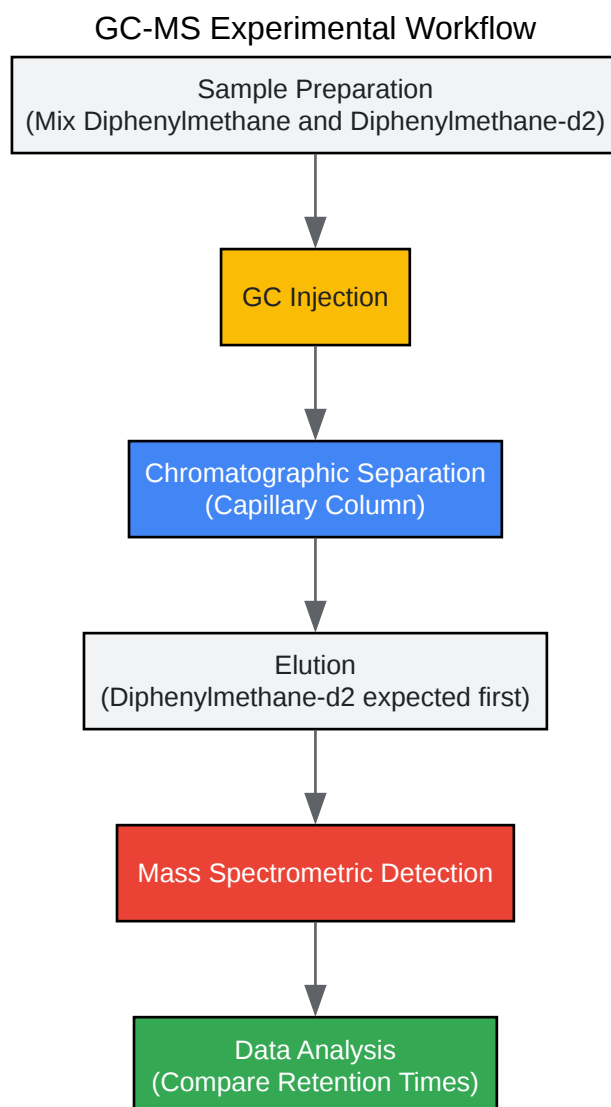 GC-MS Experimental Workflow
Sample Preparation
(Mix Diphenylmethane and Diphenylmethane-d2)
GC Injection
Chromatographic Separation
(Capillary Column)
Elution
(Diphenylmethane-d2 expected first)
Mass Spectrometric Detection
Data Analysis
(Compare Retention Times)